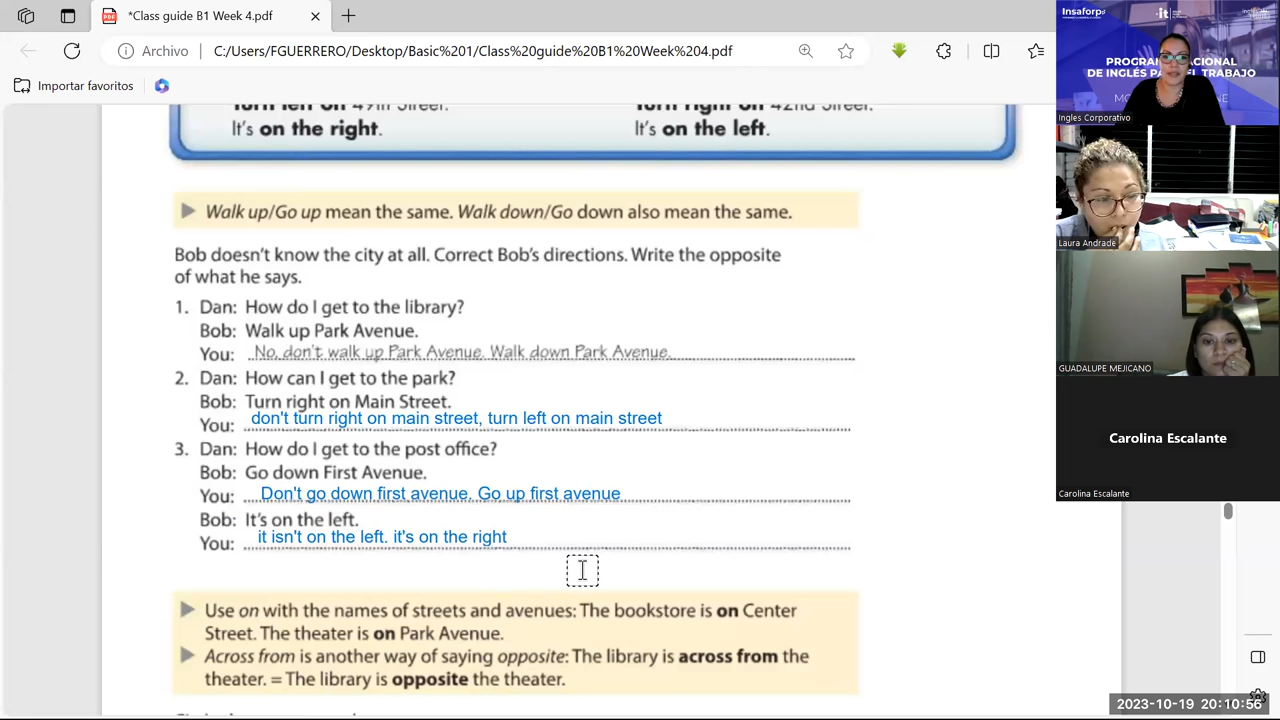 *Class guide B1 Week 4.pdf
Archivo
C:/Users/FGUERRERO/Desktop/Basic%201/Class%20guide%20B1%20Week%204.pdf
Importar favoritos
Turn left on 49th Street.
Turn right on 42nd Street.
It's on the right.
It's on the left.
Walk up/Go up mean the same. Walk down/Go down also mean the same.
Bob doesn't know the city at all. Correct Bob's directions. Write the opposite
of what he says.
1. Dan: How do I get to the library?
Bob: Walk up Park Avenue.
You: No, don't walk up Park Avenue. Walk down Park Avenue.
2. Dan: How can I get to the park?
Bob: Turn right on Main Street.
You: don't turn right on main street, turn left on main street
3. Dan: How do I get to the post office?
Bob: Go down First Avenue.
You: Don't go down first avenue. Go up first avenue
Bob: It's on the left.
You: it isn't on the left. it's on the right
Use on with the names of streets and avenues: The bookstore is on Center
Street. The theater is on Park Avenue.
Across from is another way of saying opposite: The library is across from the
theater. = The library is opposite the theater.
Insaforp
Ingles Corporativo
Laura Andrade
GUADALUPE MEJICANO
Carolina Escalante
Carolina Escalante
2023-10-19 20:10:56